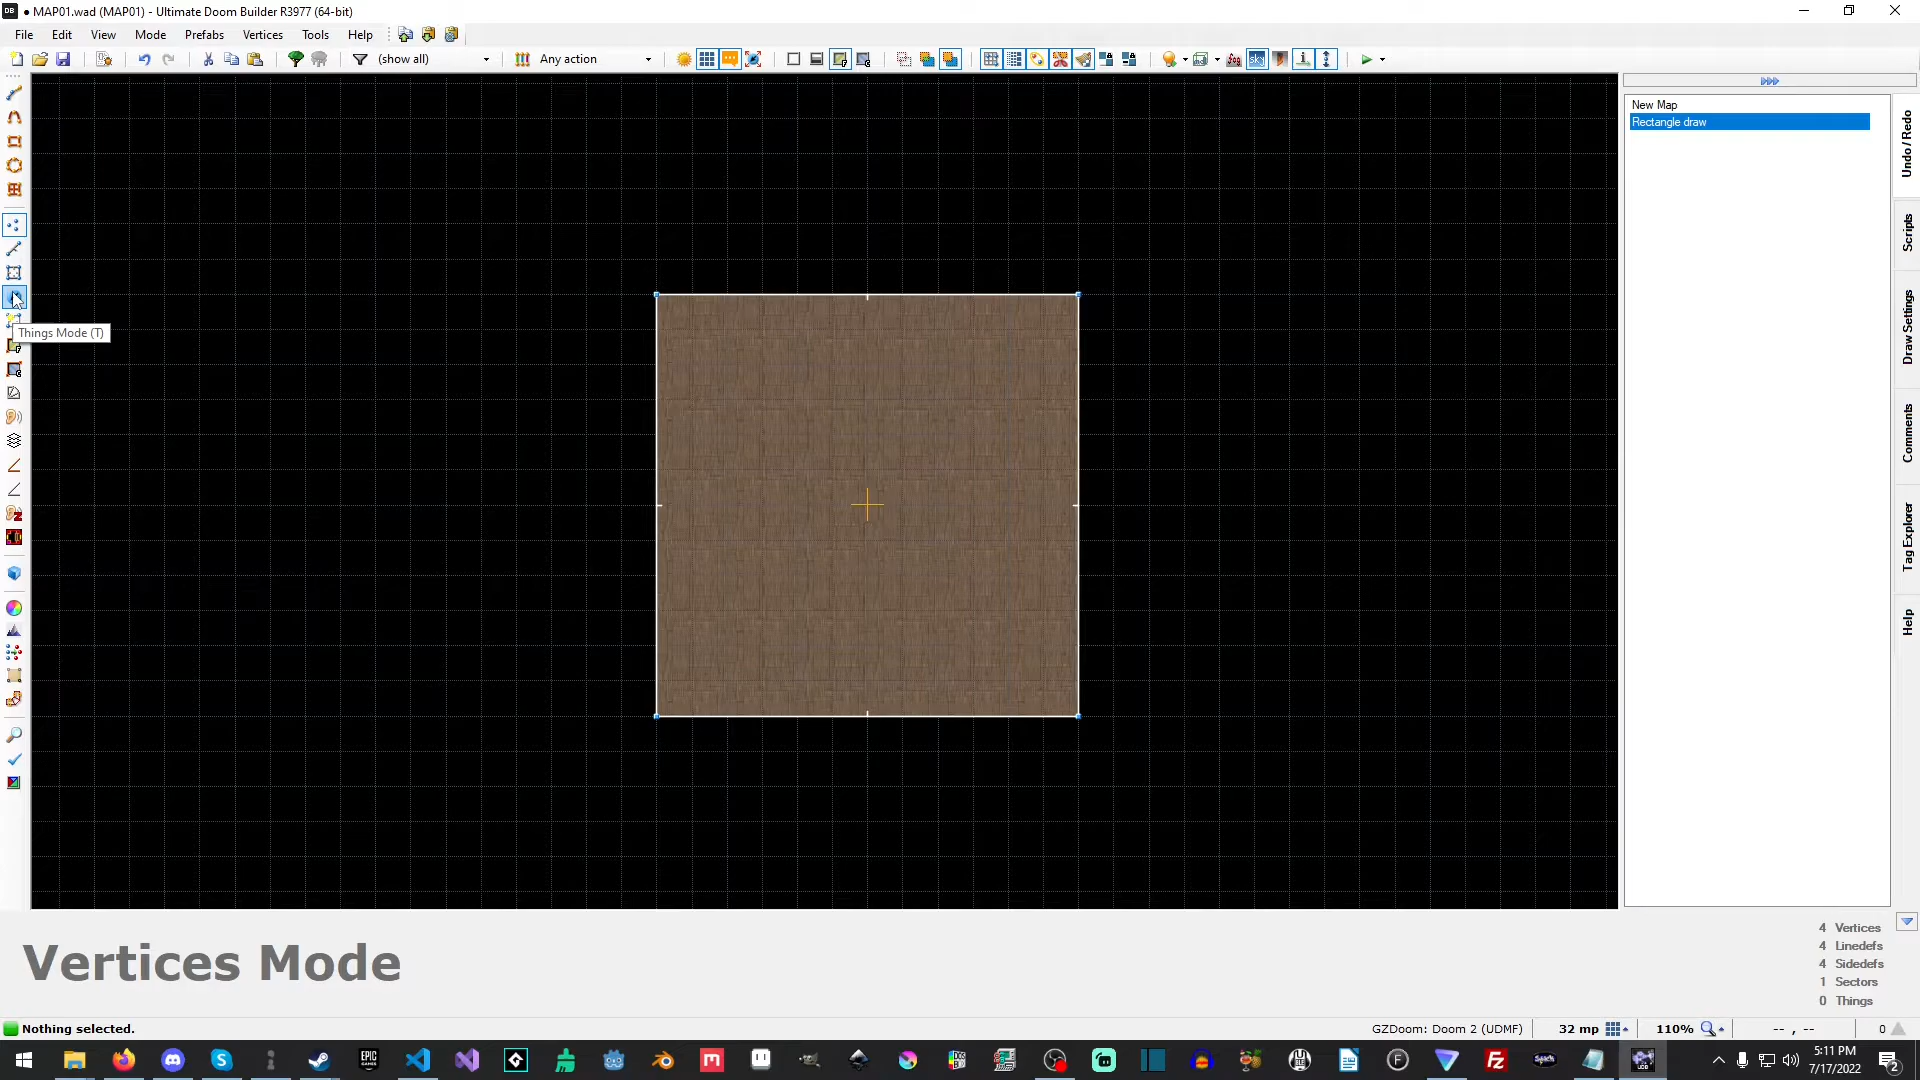 DB
• MAP01.wad (MAP01) - Ultimate Doom Builder R3977 (64-bit)
File Edit View Mode Prefabs Vertices Tools Help
(show all)
Any action
New Map
Rectangle draw
Undo / Redo
Scripts
Draw Settings
Comments
Tag Explorer
Help
Things Mode (T)
Vertices Mode
4 Vertices
4 Linedefs
4 Sidedefs
1 Sectors
0 Things
Nothing selected.
GZDoom: Doom 2 (UDMF)
32 mp
110%
-- , --
0
5:11 PM
7/17/2022
2